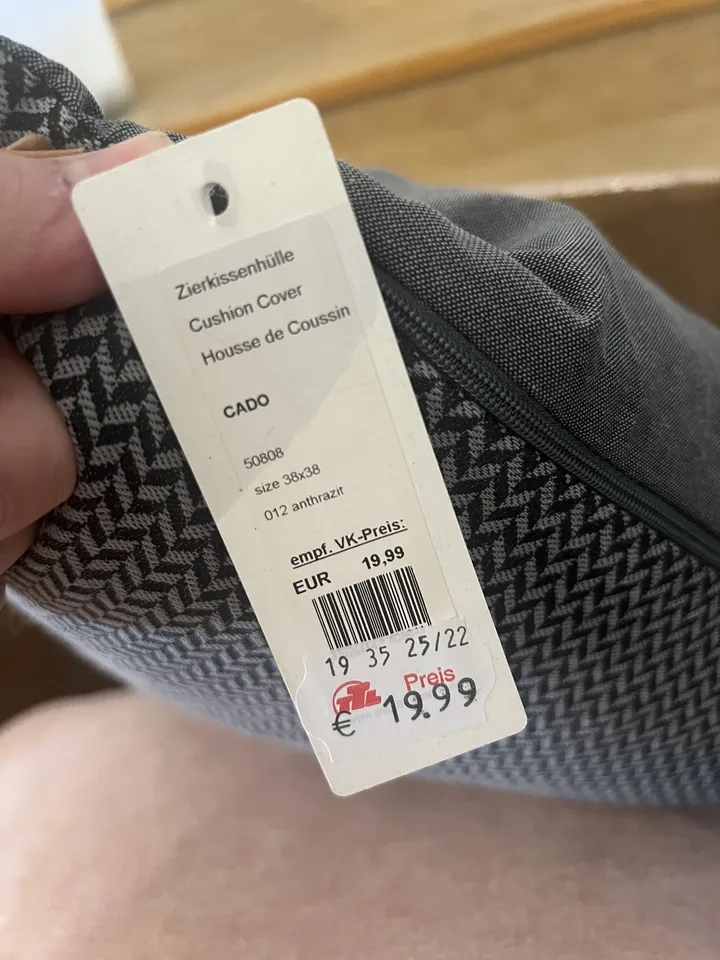 Zierkissenhülle
Cushion Cover
Housse de Coussin
CADO
50808
size 38x38
012 anthrazit
empf. VK-Preis:
EUR 19,99
19 35 25/22
TTL Preis
€ 19.99